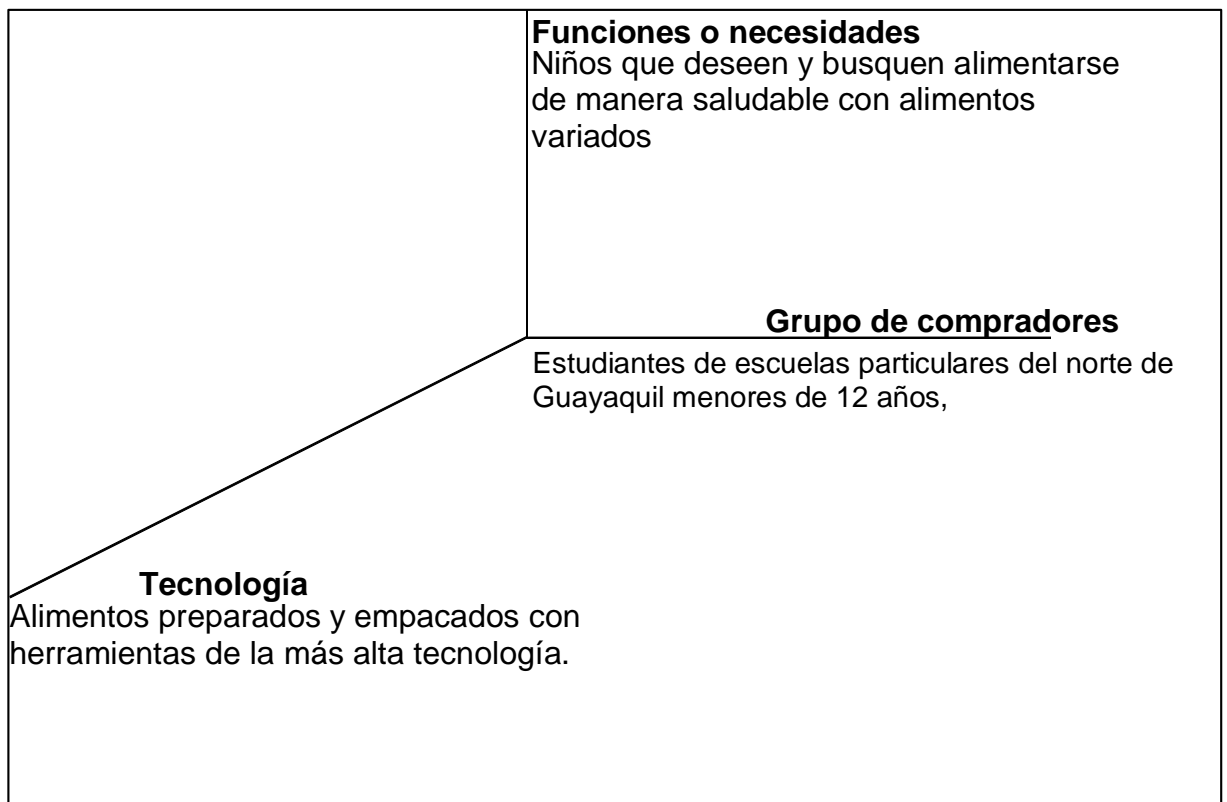 Funciones o necesidades
Niños que deseen y busquen alimentarse
de manera saludable con alimentos
variados
Grupo de compradores
Estudiantes de escuelas particulares del norte de
Guayaquil menores de 12 años,
Tecnología
Alimentos preparados y empacados con
herramientas de la más alta tecnología.